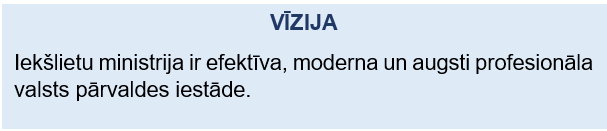 VĪZIJA
Iekšlietu ministrija ir efektīva, moderna un augsti profesionāla
valsts pārvaldes iestāde.